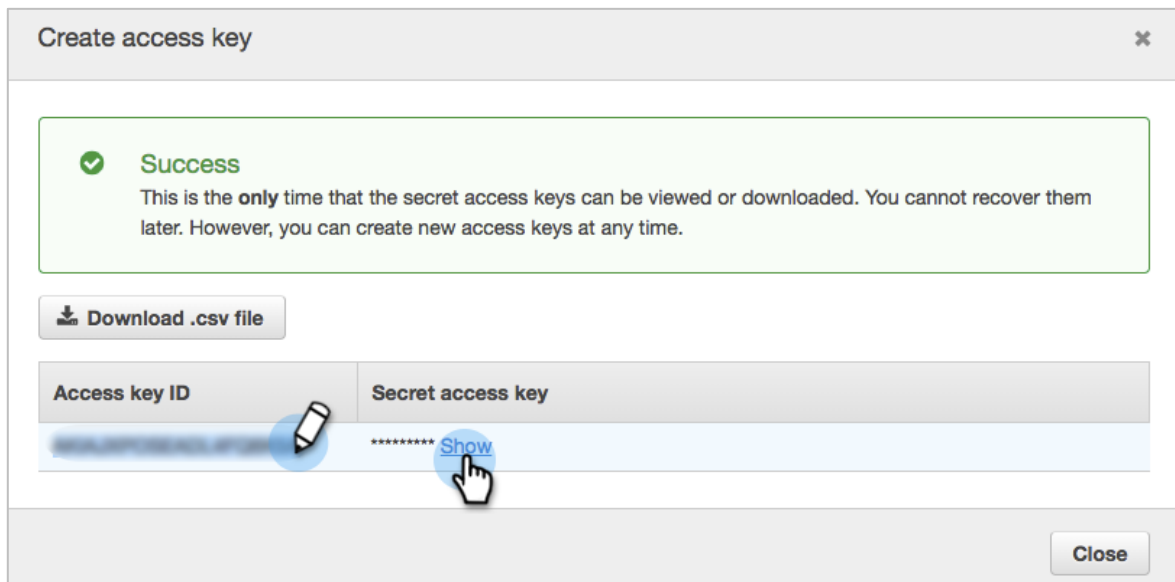 Create access key
Success
This is the only time that the secret access keys can be viewed or downloaded. You cannot recover them
later. However, you can create new access keys at any time.
Download .csv file
Access key ID Secret access key
********* Show
Close